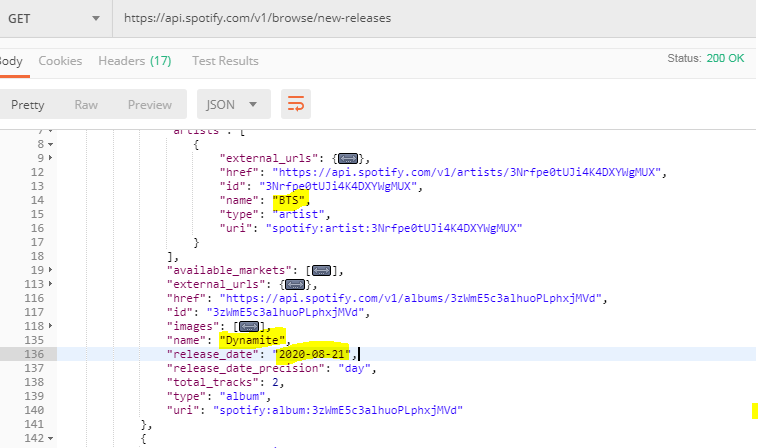 GET https://api.spotify.com/v1/browse/new-releases
Body Cookies Headers (17) Test Results Status: 200 OK
Pretty Raw Preview JSON
7 "artists": [
8 {
9 "external_urls": {},
12 "href": "https://api.spotify.com/v1/artists/3Nrfpe0tUJi4K4DXYWgMUX",
13 "id": "3Nrfpe0tUJi4K4DXYWgMUX",
14 "name": "BTS",
15 "type": "artist",
16 "uri": "spotify:artist:3Nrfpe0tUJi4K4DXYWgMUX"
17 }
18 ],
19 "available_markets": [],
113 "external_urls": {},
116 "href": "https://api.spotify.com/v1/albums/3zWmE5c3alhuoPLphxjMVd",
117 "id": "3zWmE5c3alhuoPLphxjMVd",
118 "images": [],
135 "name": "Dynamite",
136 "release_date": "2020-08-21",
137 "release_date_precision": "day",
138 "total_tracks": 2,
139 "type": "album",
140 "uri": "spotify:album:3zWmE5c3alhuoPLphxjMVd"
141 },
142 {